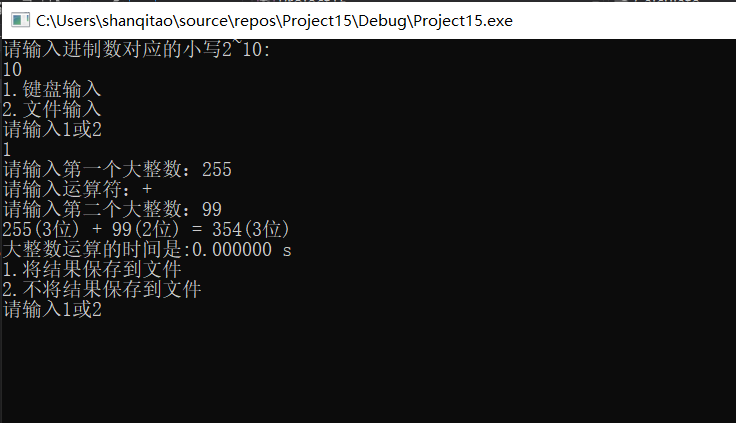 C:\Users\shanqitao\source\repos\Project15\Debug\Project15.exe
请输入进制数对应的小写2~10:
10
1.键盘输入
2.文件输入
请输入1或2
1
请输入第一个大整数：255
请输入运算符：+
请输入第二个大整数：99
255(3位) + 99(2位) = 354(3位)
大整数运算的时间是:0.000000 s
1.将结果保存到文件
2.不将结果保存到文件
请输入1或2